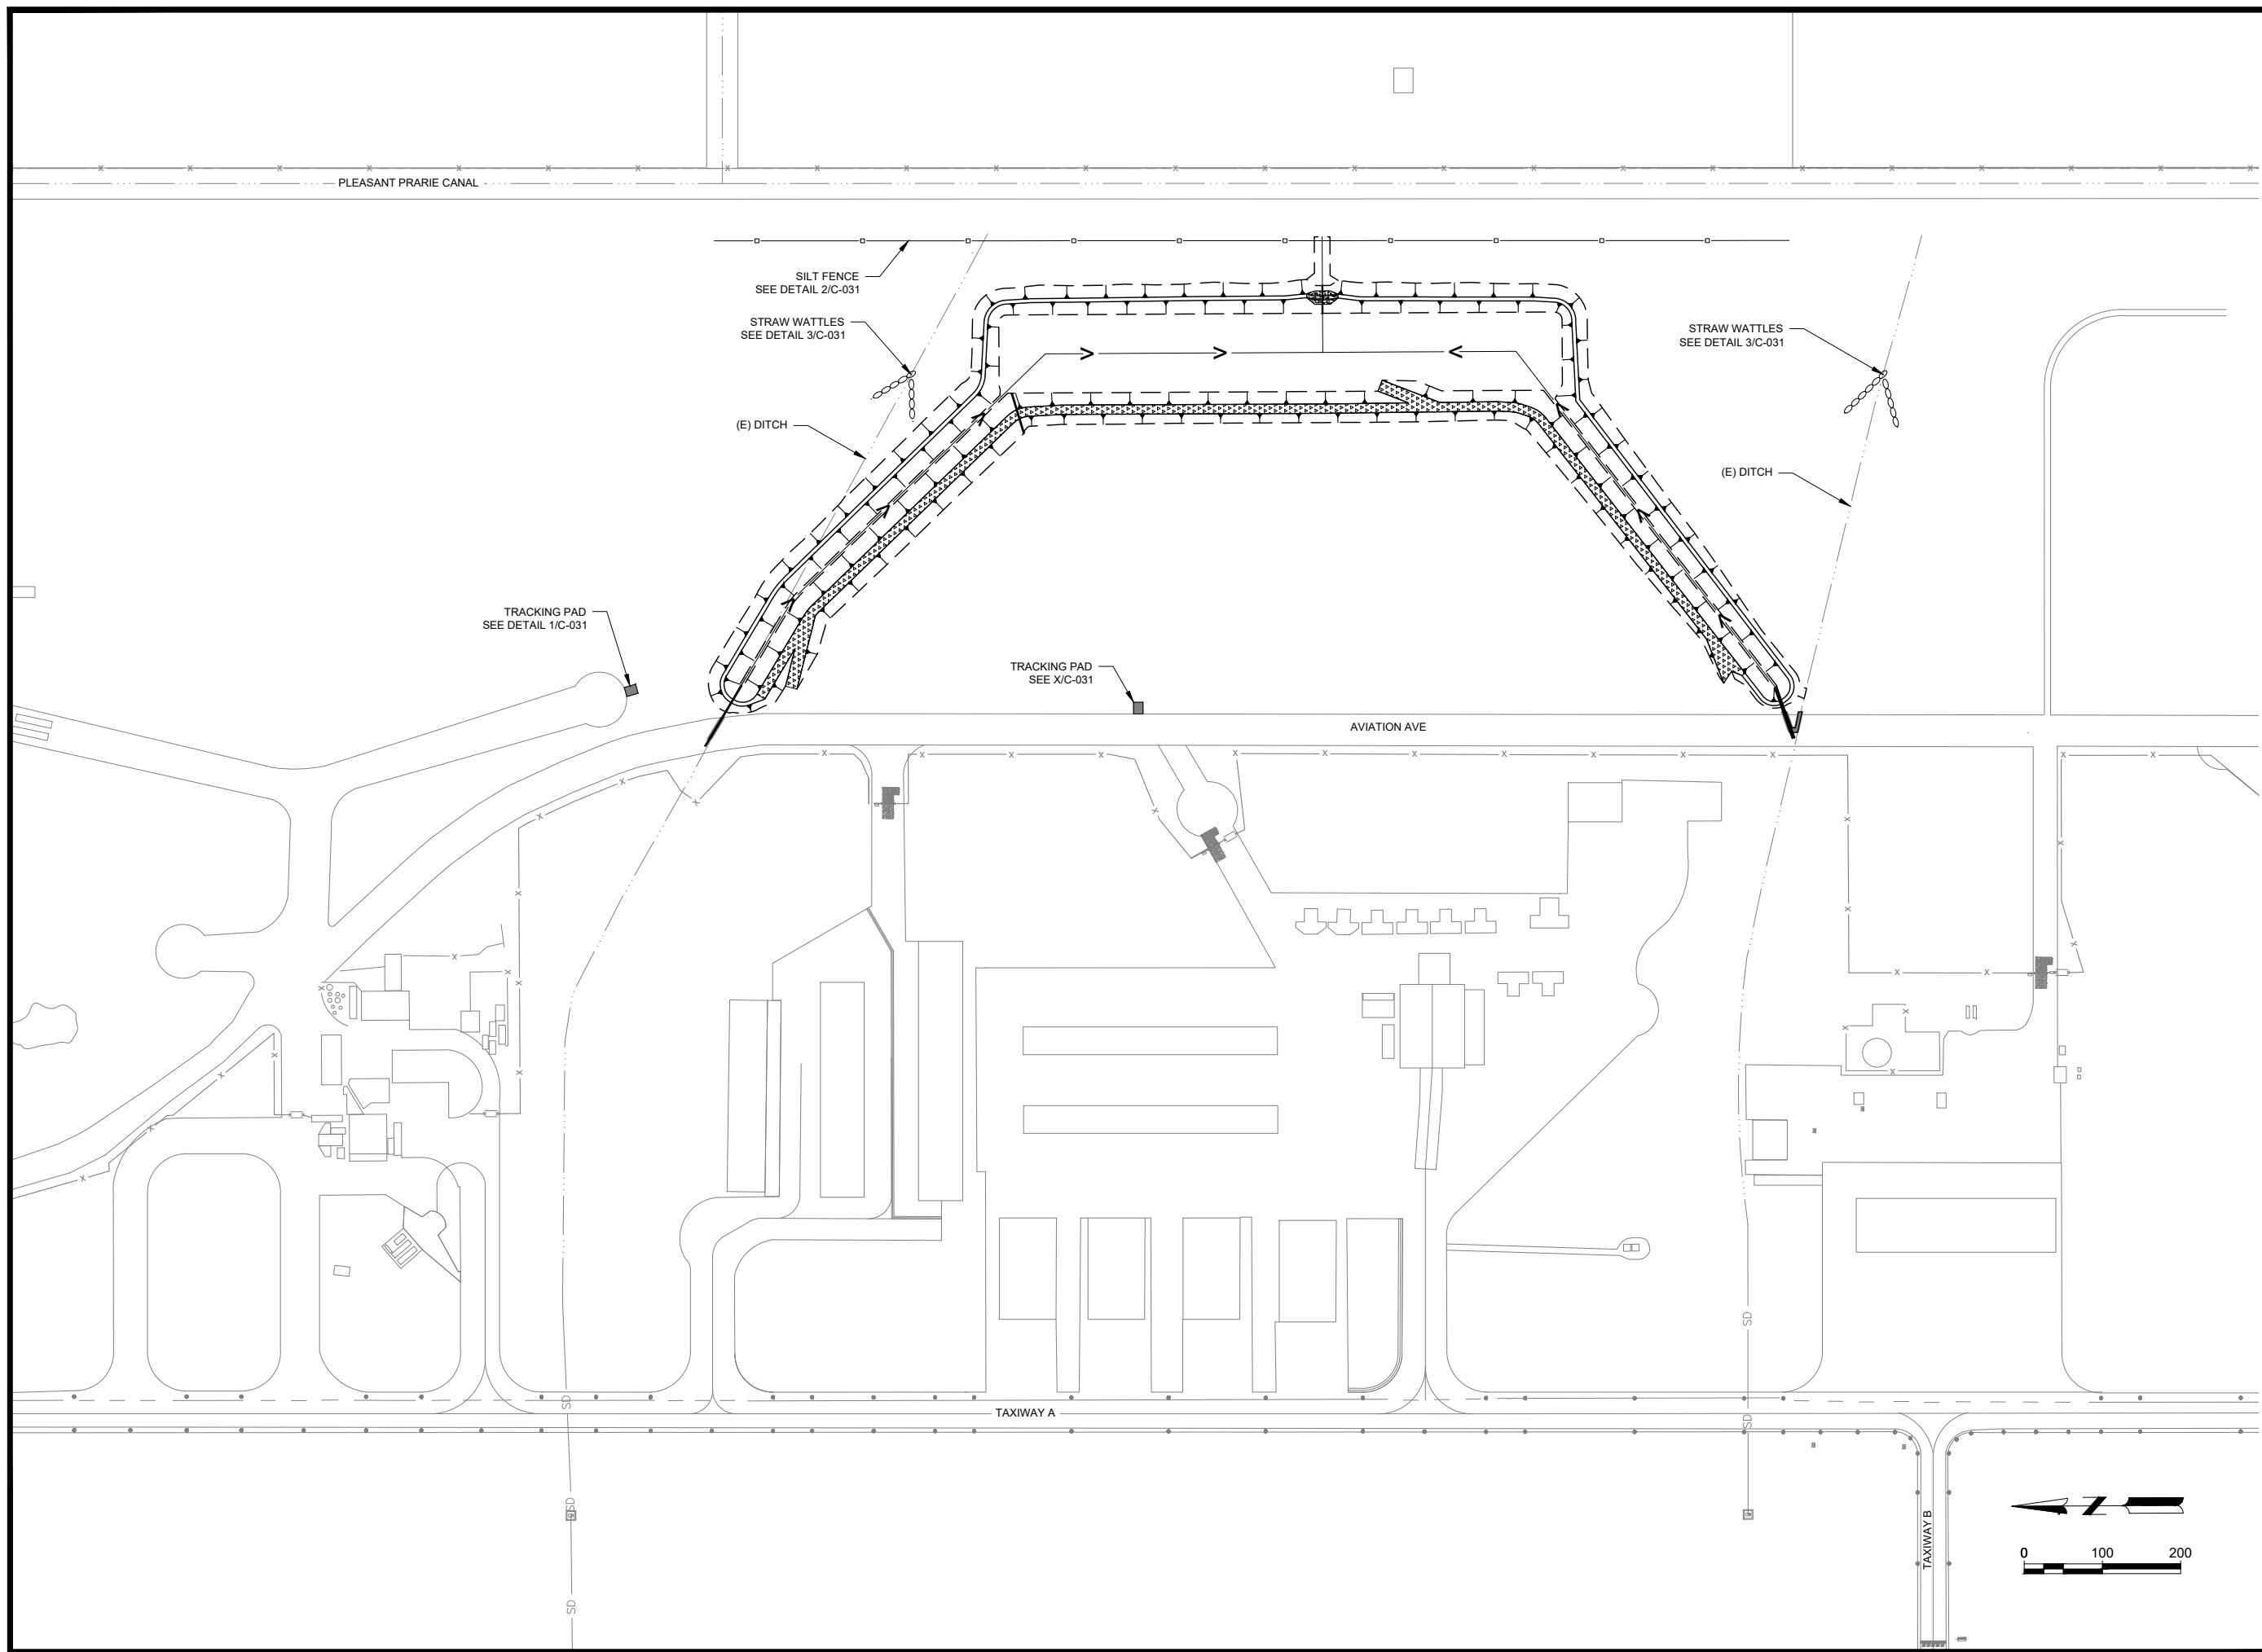 PLEASANT PRARIE CANAL
SILT FENCE
SEE DETAIL 2/C-031
STRAW WATTLES
SEE DETAIL 3/C-031
STRAW WATTLES
SEE DETAIL 3/C-031
(E) DITCH
(E) DITCH
TRACKING PAD
SEE DETAIL 1/C-031
TRACKING PAD
SEE X/C-031
AVIATION AVE
SD
SD
TAXIWAY A
SD
SD
SD
SD
TAXIWAY B
N
0 100 200